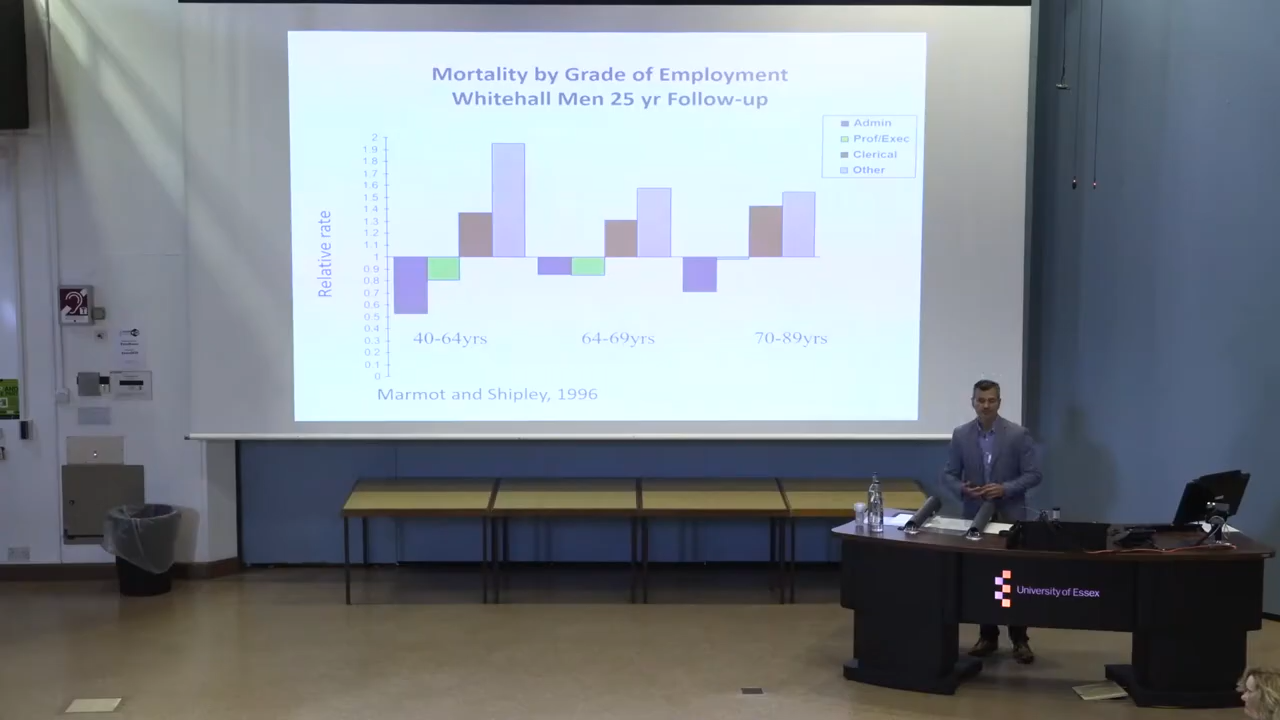 Mortality by Grade of Employment
Whitehall Men 25 yr Follow-up
Admin
Prof/Exec
Clerical
Other
Relative rate
2
1.9
1.8
1.7
1.6
1.5
1.4
1.3
1.2
1.1
1
0.9
0.8
0.7
0.6
0.5
0.4
0.3
0.2
0.1
0
40-64yrs
64-69yrs
70-89yrs
Marmot and Shipley, 1996
University of Essex